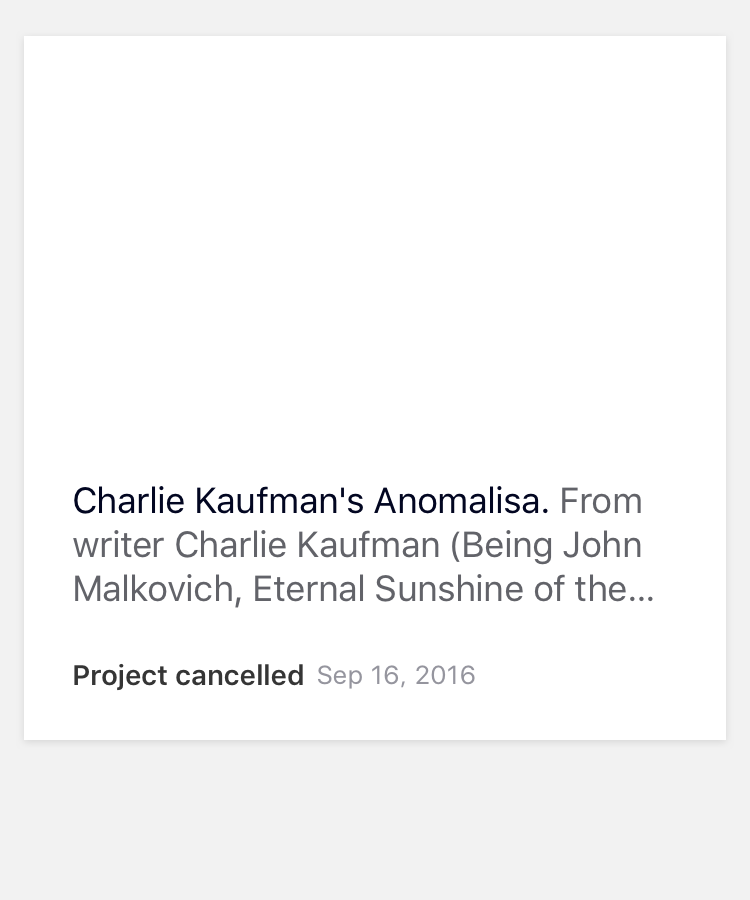 Charlie Kaufman's Anomalisa. From
writer Charlie Kaufman (Being John
Malkovich, Eternal Sunshine of the...
Project cancelled Sep 16, 2016